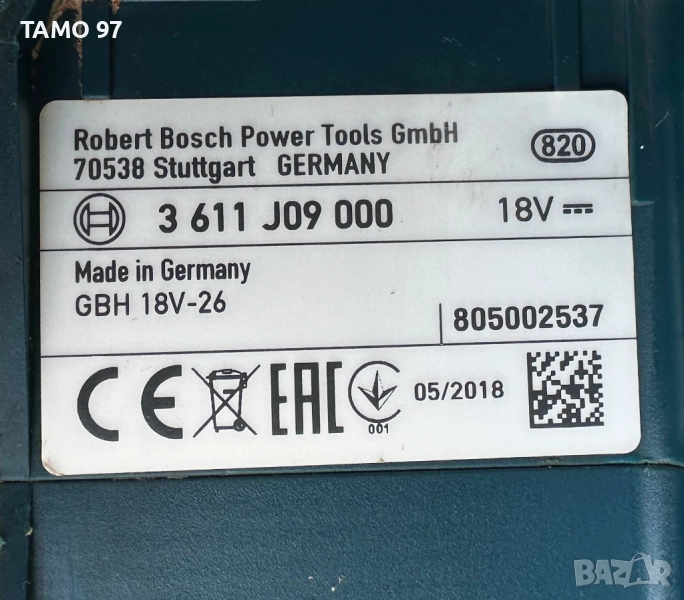 TAMO 97
Robert Bosch Power Tools GmbH
70538 Stuttgart GERMANY
820
3 611 J09 000
18V
Made in Germany
GBH 18V-26
805002537
CE
EAC
001
05/2018
BAZAR